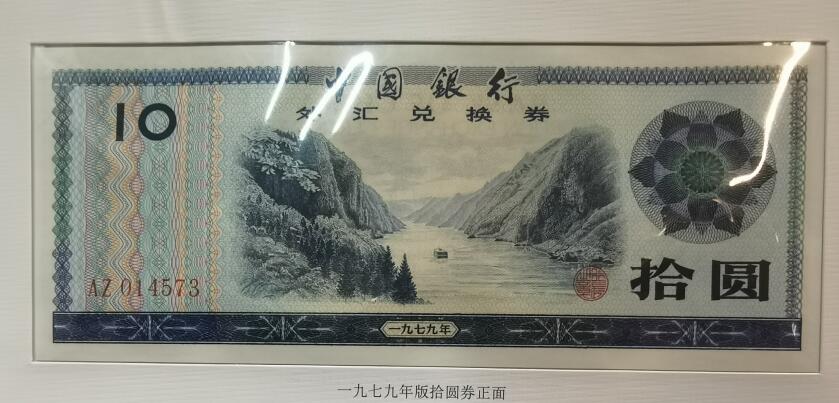 中國銀行
外汇兑换券
10
AZ 014573
拾圆
一九七九年
一九七九年版拾圆券正面